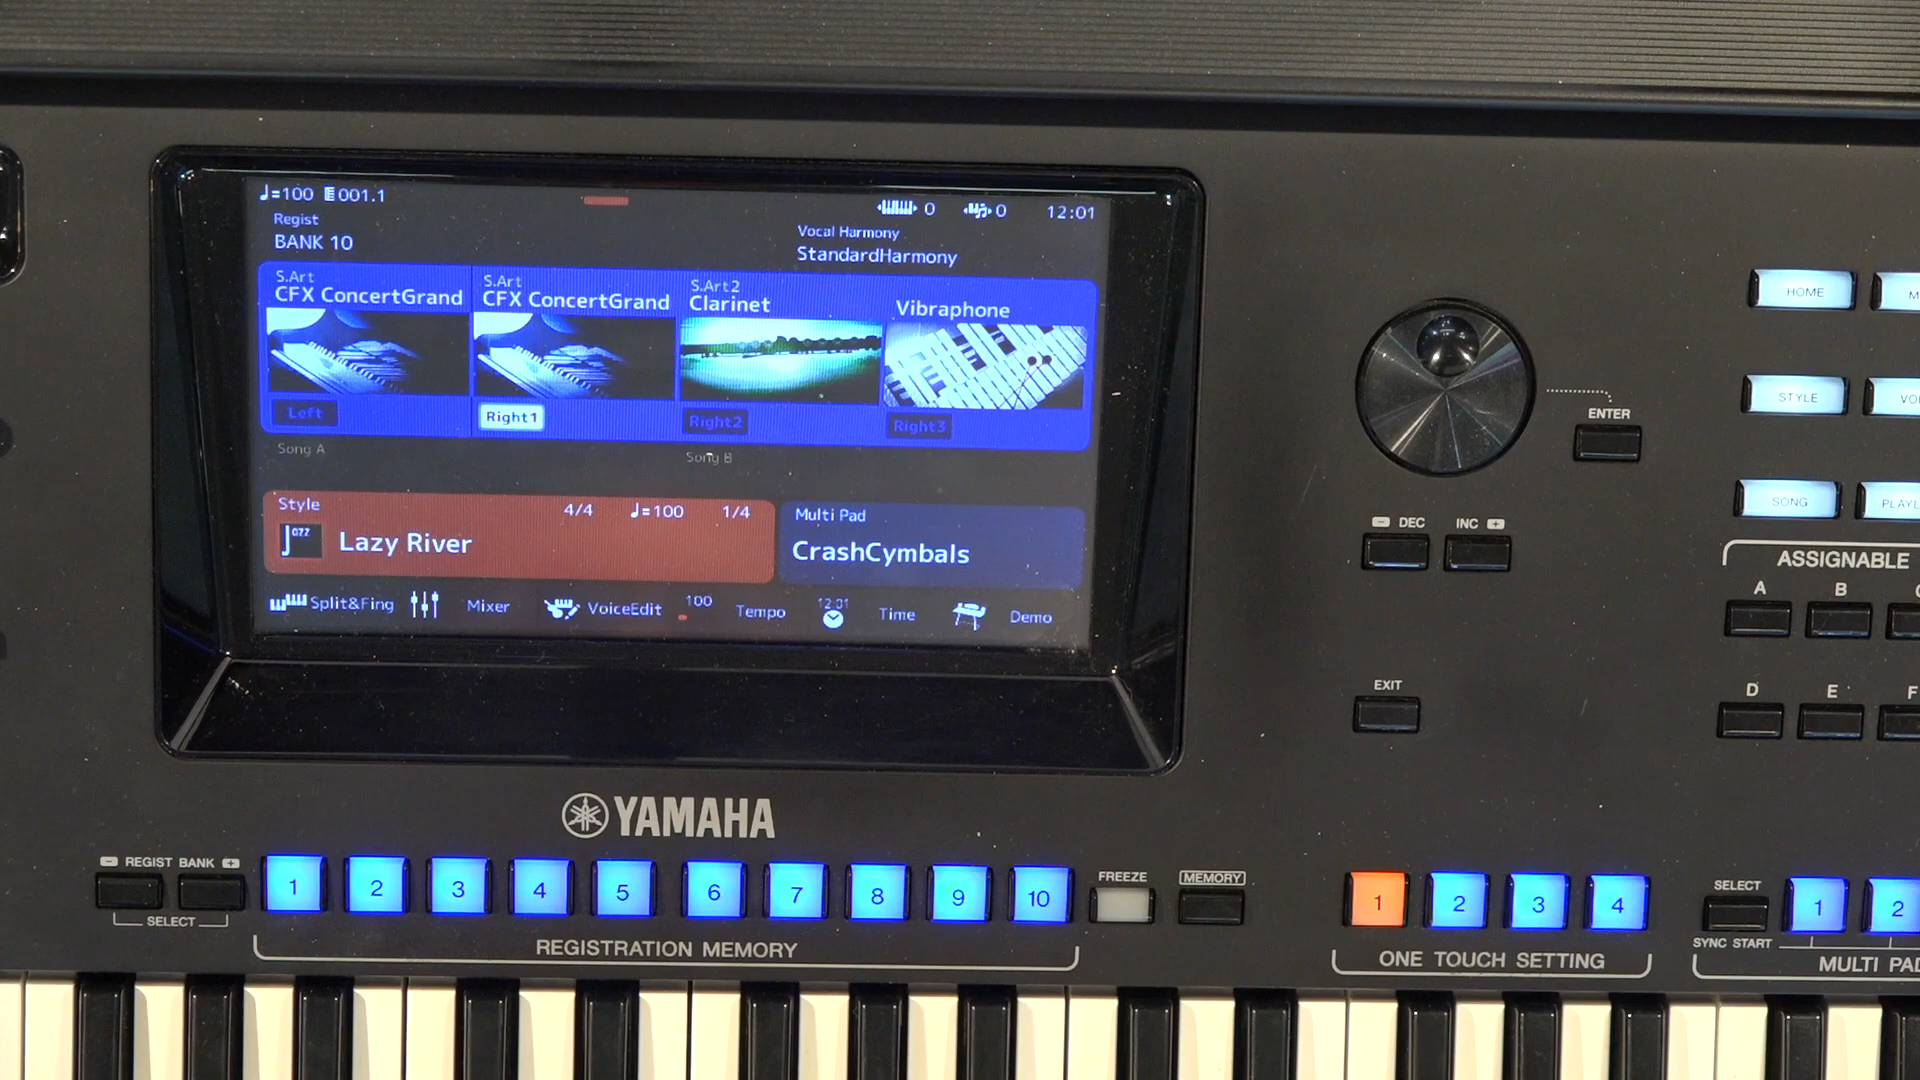 ♩=100 001.1
0 0 12:01
Regist
BANK 10
Vocal Harmony
StandardHarmony
S.Art
CFX ConcertGrand
Left
S.Art
CFX ConcertGrand
Right1
S.Art2
Clarinet
Right2
Vibraphone
Right3
Song A
Song B
Style
4/4 ♩=100 1/4
Jazz
Lazy River
Multi Pad
CrashCymbals
Split&Fing
Mixer
VoiceEdit
100
Tempo
12:01
Time
Demo
YAMAHA
- REGIST BANK +
SELECT
1 2 3 4 5 6 7 8 9 10
REGISTRATION MEMORY
FREEZE
MEMORY
ENTER
- DEC
INC +
EXIT
HOME
STYLE
SONG
ASSIGNABLE
A B
D E F
1 2 3 4
ONE TOUCH SETTING
SELECT
SYNC START
1 2
MULTI PAD